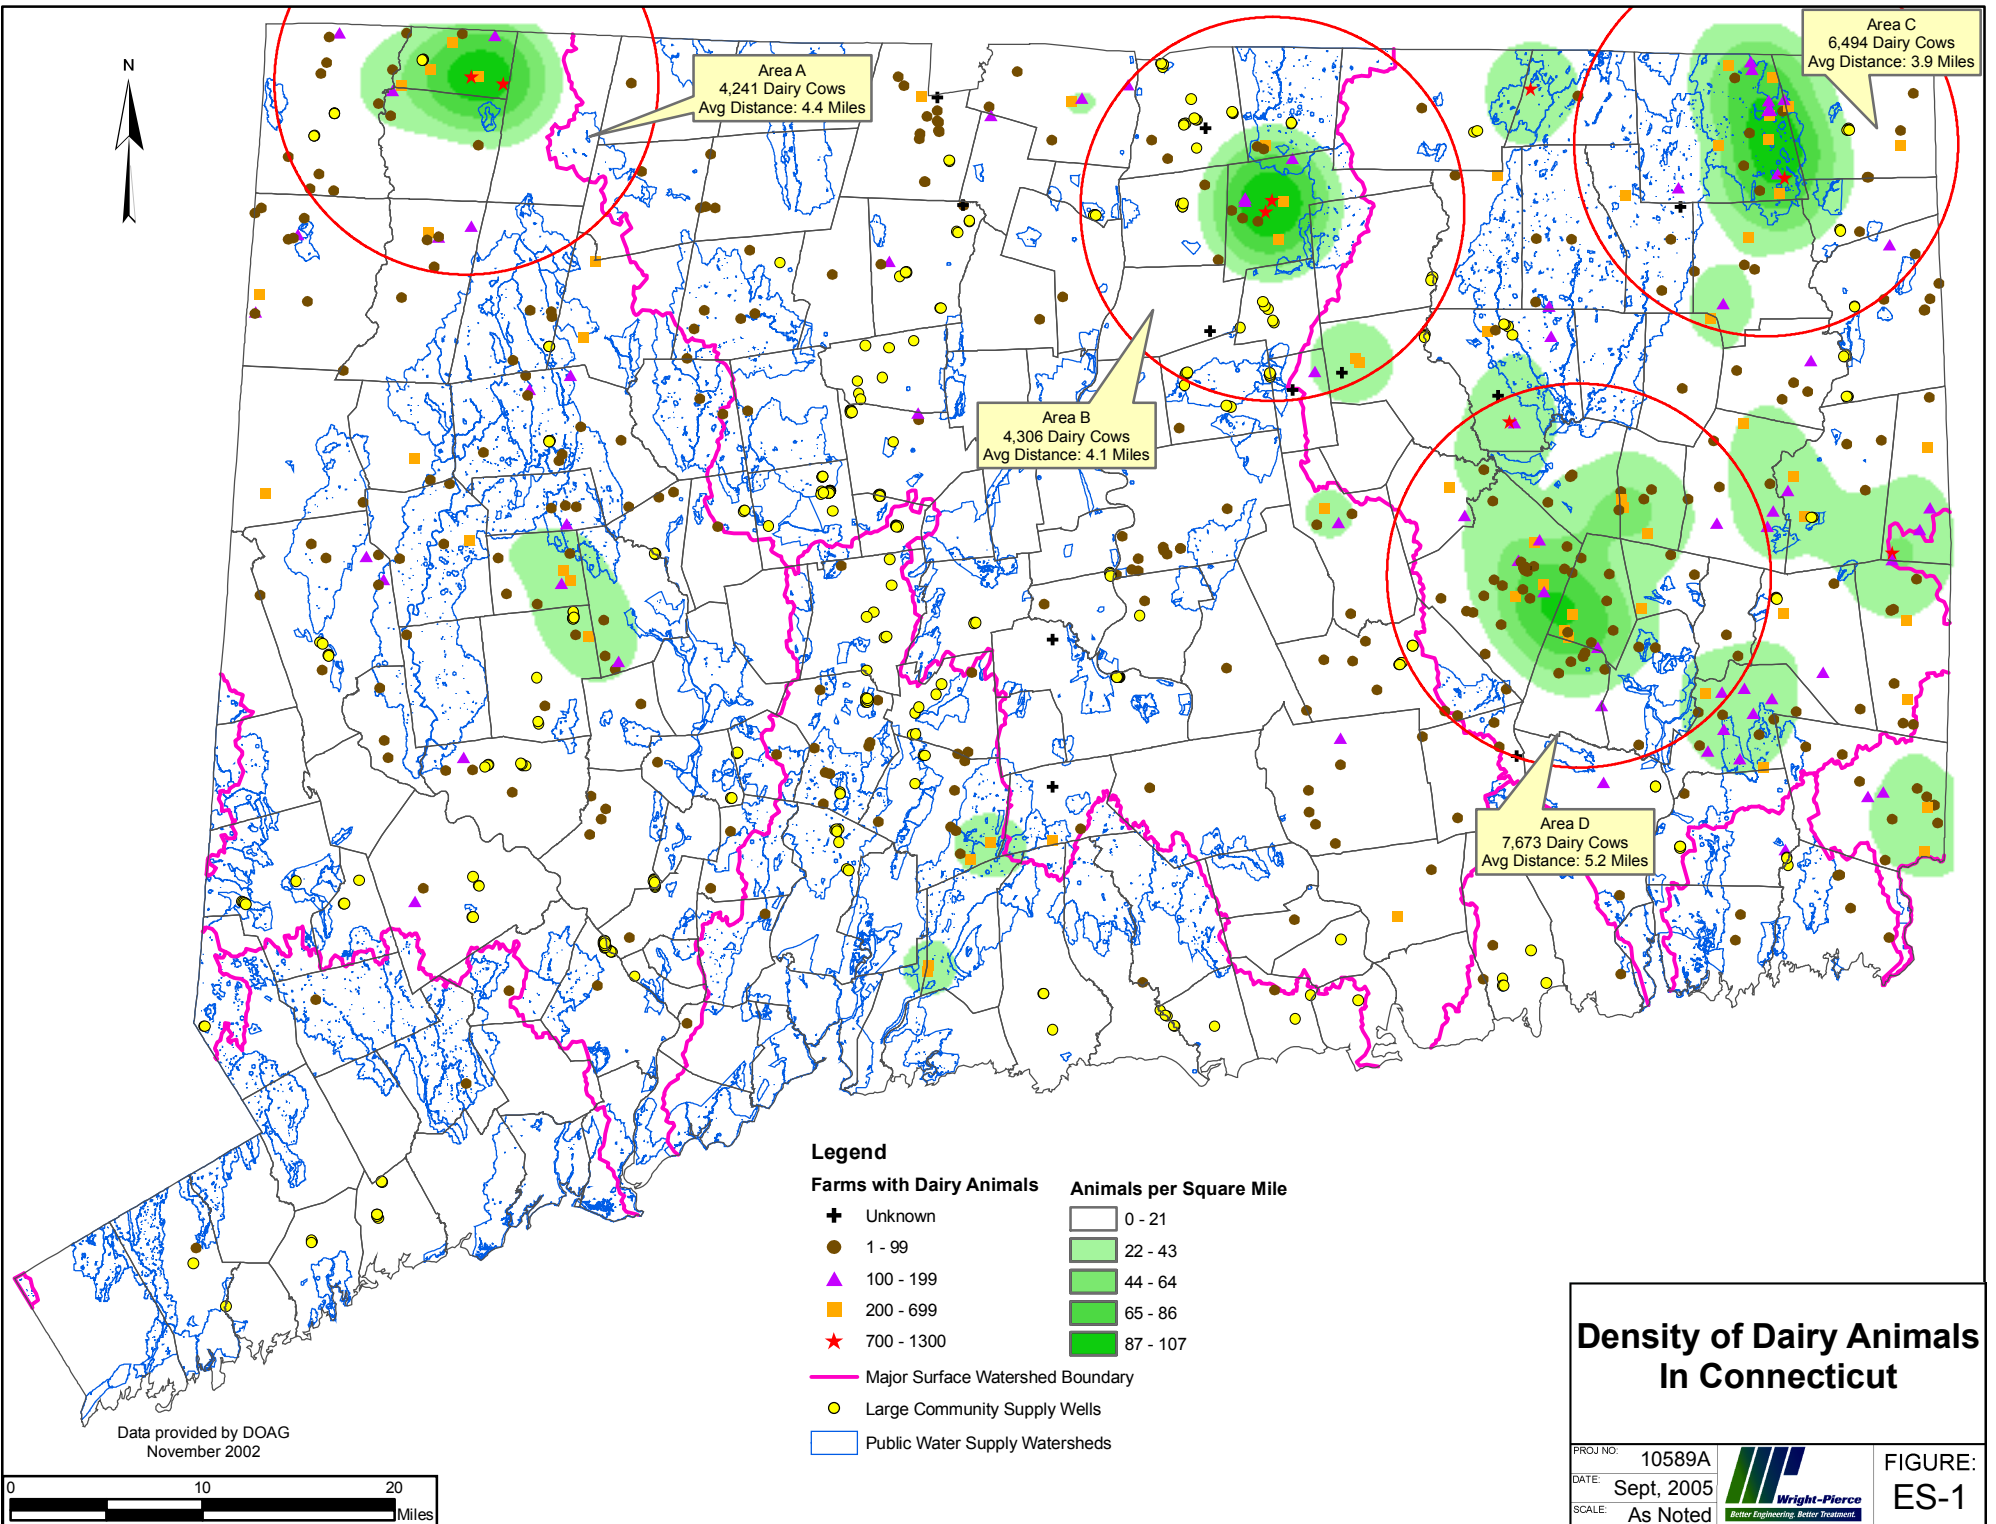 N
Area A
4,241 Dairy Cows
Avg Distance: 4.4 Miles
Area C
6,494 Dairy Cows
Avg Distance: 3.9 Miles
Area B
4,306 Dairy Cows
Avg Distance: 4.1 Miles
Area D
7,673 Dairy Cows
Avg Distance: 5.2 Miles
Legend
Farms with Dairy Animals
Unknown
1 - 99
100 - 199
200 - 699
700 - 1300
Animals per Square Mile
0 - 21
22 - 43
44 - 64
65 - 86
87 - 107
Major Surface Watershed Boundary
Large Community Supply Wells
Public Water Supply Watersheds
Data provided by DOAG
November 2002
0 10 20
Miles
Density of Dairy Animals
In Connecticut
PROJ NO: 10589A
DATE: Sept, 2005
SCALE: As Noted
Wright-Pierce
Better Engineering. Better Treatment.
FIGURE:
ES-1